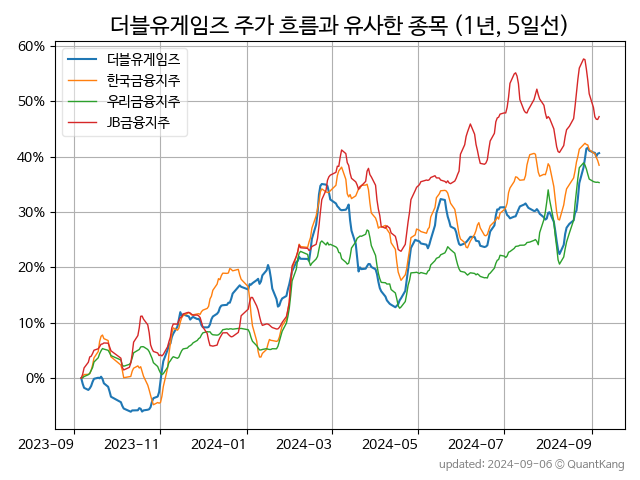 더블유게임즈 주가 흐름과 유사한 종목 (1년, 5일선)
60%
50%
40%
30%
20%
10%
0%
더블유게임즈
한국금융지주
우리금융지주
JB금융지주
2023-09 2023-11 2024-01 2024-03 2024-05 2024-07 2024-09
updated: 2024-09-06 © QuantKang